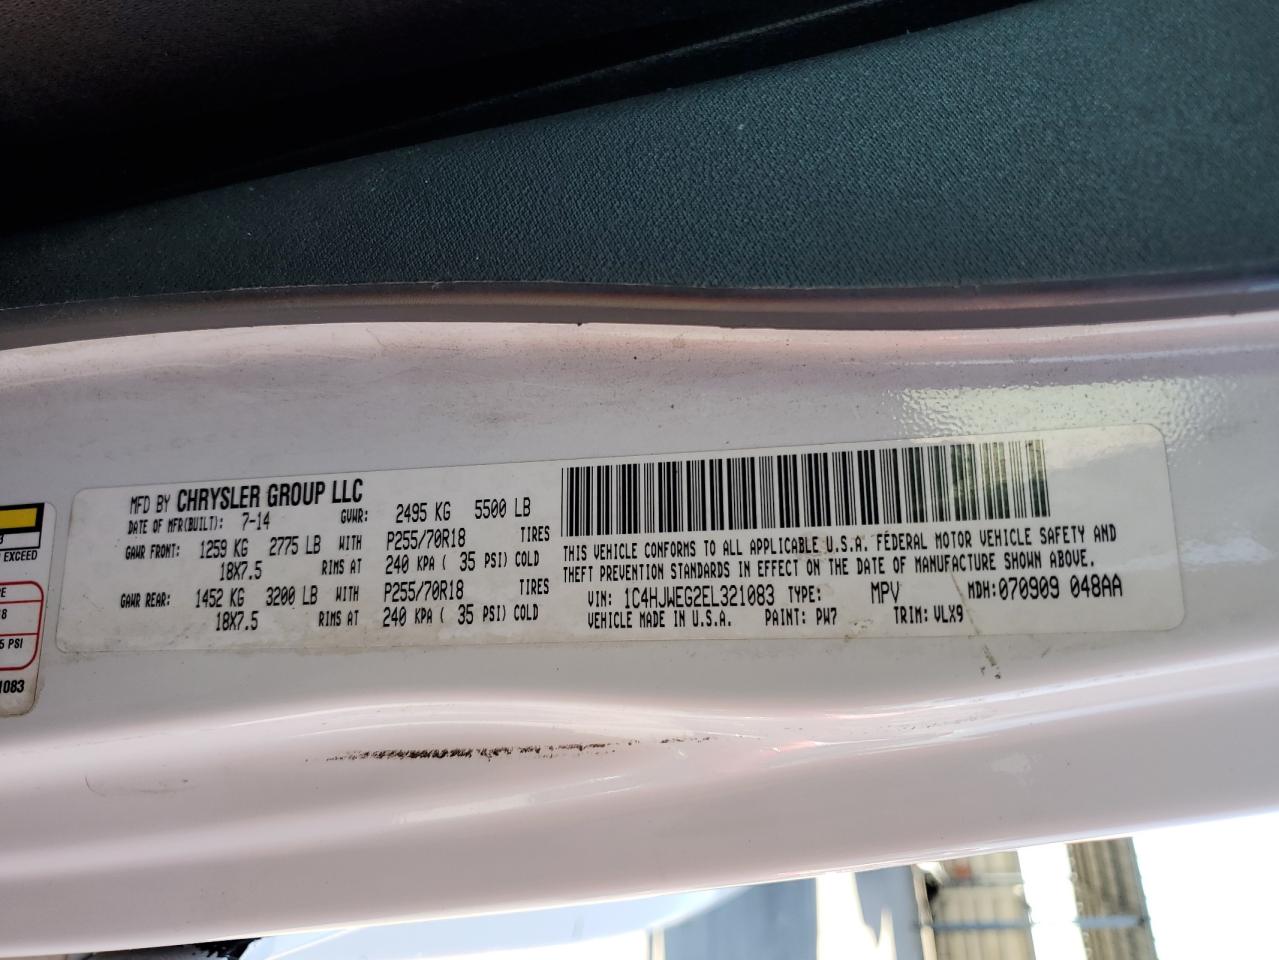 MFD BY CHRYSLER GROUP LLC
DATE OF MFR(BUILT): 7-14 GVWR: 2495 KG 5500 LB
GAWR FRONT: 1259 KG 2775 LB WITH P255/70R18 TIRES
18X7.5 RIMS AT 240 KPA ( 35 PSI) COLD
GAWR REAR: 1452 KG 3200 LB WITH P255/70R18 TIRES
18X7.5 RIMS AT 240 KPA ( 35 PSI) COLD
THIS VEHICLE CONFORMS TO ALL APPLICABLE U.S.A. FEDERAL MOTOR VEHICLE SAFETY AND
THEFT PREVENTION STANDARDS IN EFFECT ON THE DATE OF MANUFACTURE SHOWN ABOVE.
VIN: 1C4HJWEG2EL321083 TYPE: MPV MDH:070909 048AA
VEHICLE MADE IN U.S.A. PAINT: PW7 TRIM: VLX9
EXCEED
PSI
1083